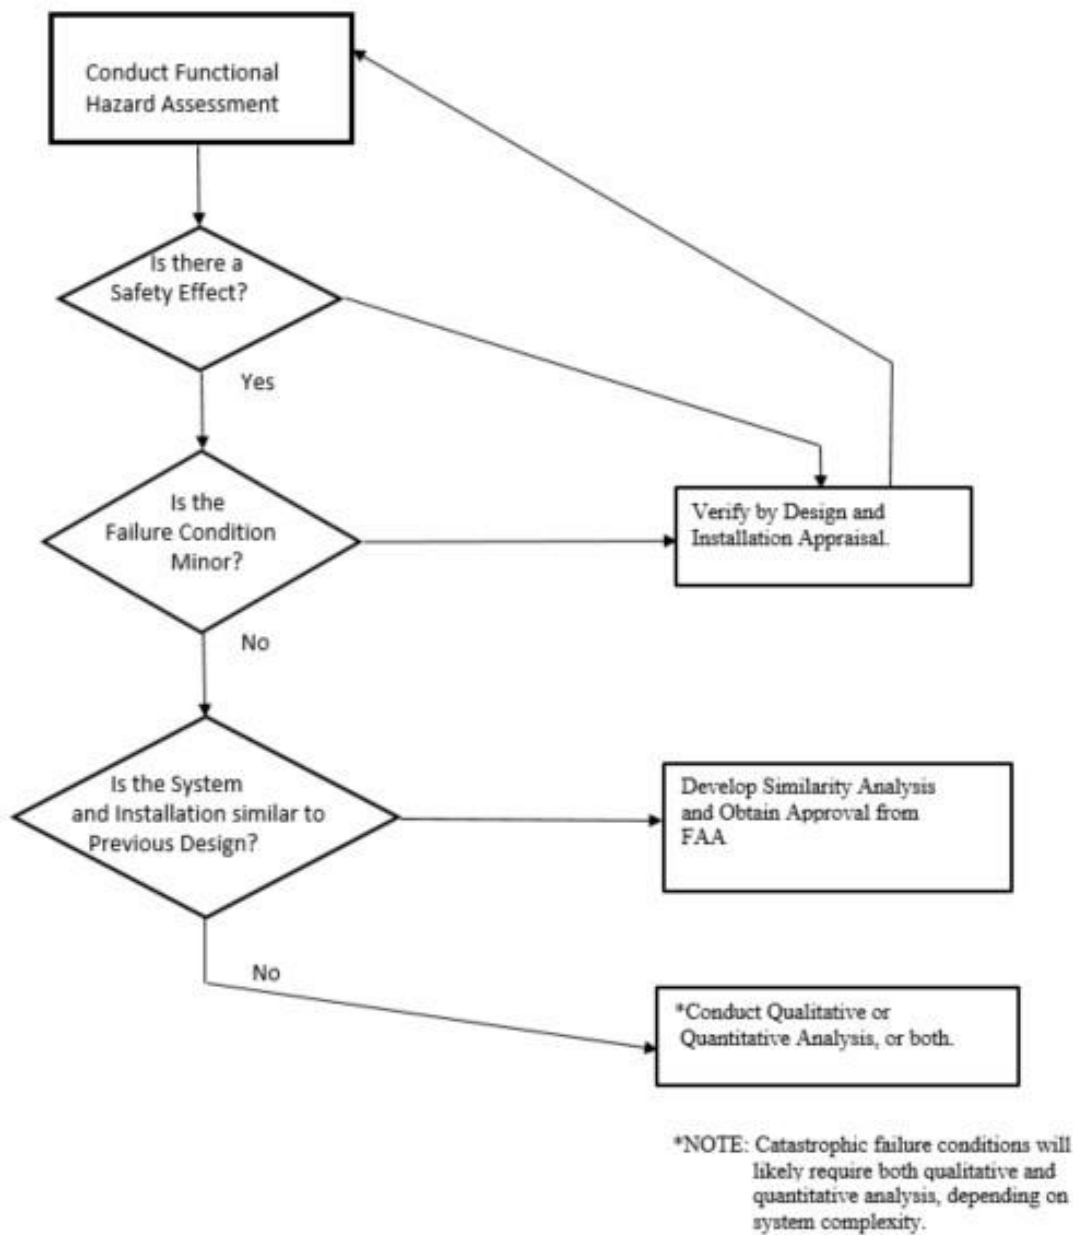 Conduct Functional
Hazard Assessment
Is there a
Safety Effect?
Yes
Is the
Failure Condition
Minor?
Verify by Design and
Installation Appraisal.
No
Is the System
and Installation similar to
Previous Design?
Develop Similarity Analysis
and Obtain Approval from
FAA
No
*Conduct Qualitative or
Quantitative Analysis, or both.
*NOTE: Catastrophic failure conditions will
likely require both qualitative and
quantitative analysis, depending on
system complexity.